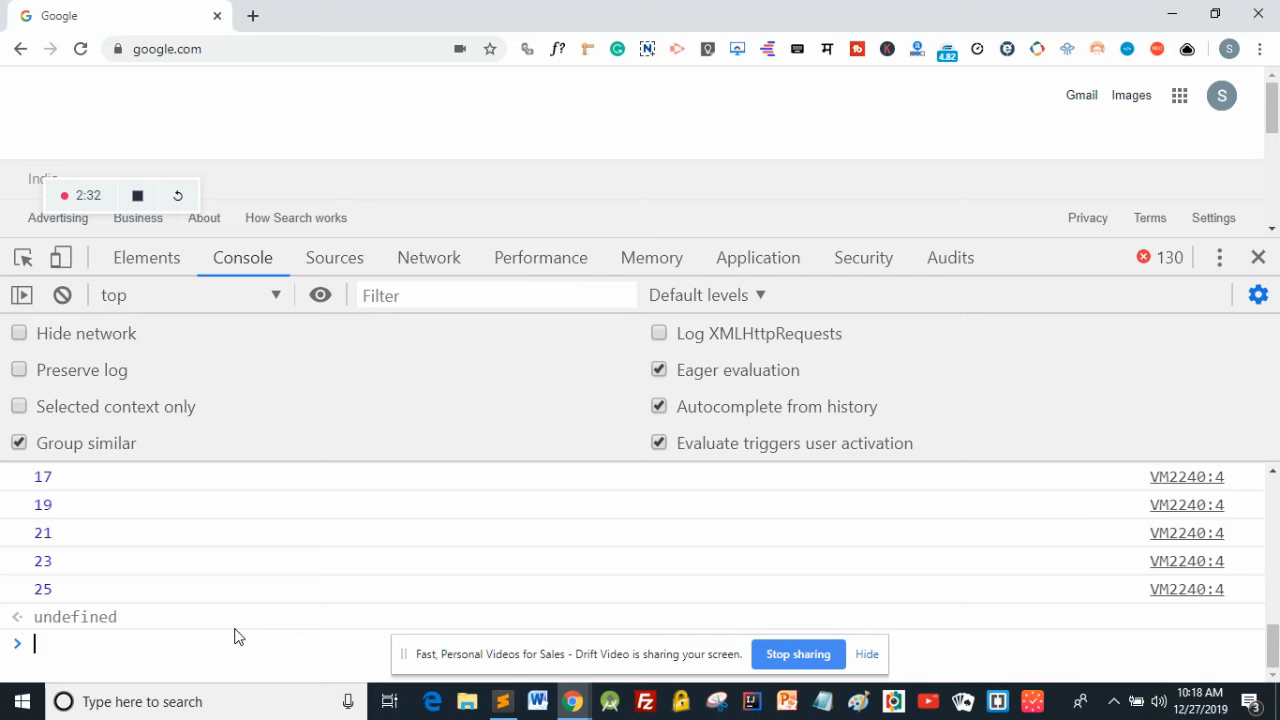 Google
google.com
f?
N
म
K
4.82
S
Gmail Images S
India
2:32
Advertising Business About How Search works Privacy Terms Settings
Elements Console Sources Network Performance Memory Application Security Audits 130
top Filter Default levels
Hide network Log XMLHttpRequests
Preserve log Eager evaluation
Selected context only Autocomplete from history
Group similar Evaluate triggers user activation
17 VM2240:4
19 VM2240:4
21 VM2240:4
23 VM2240:4
25 VM2240:4
undefined
Fast, Personal Videos for Sales - Drift Video is sharing your screen. Stop sharing Hide
Type here to search
10:18 AM
12/27/2019
3